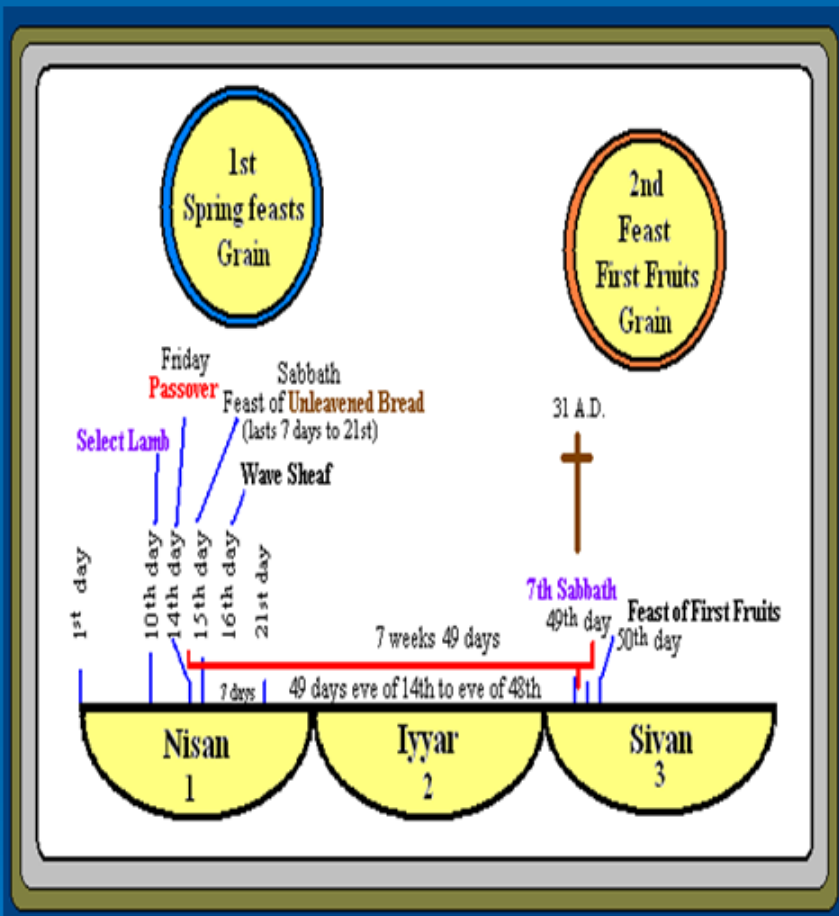 1st
Spring feasts
Grain
2nd
Feast
First Fruits
Grain
Friday
Passover
Sabbath
Feast of Unleavened Bread
(lasts 7 days to 21st)
Select Lamb
Wave Sheaf
31 A.D.
1st day
10th day
14th day
15th day
16th day
21st day
7th Sabbath
49th day
Feast of First Fruits
50th day
7 weeks 49 days
7 days
49 days eve of 14th to eve of 48th
Nisan
1
Iyyar
2
Sivan
3